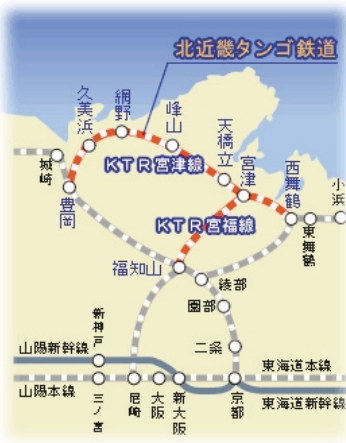 北近畿タンゴ鉄道
網野
久美浜
峰山
天橋立
宮津
西舞鶴
城崎
KTR宮津線
小浜
豊岡
KTR宮福線
東舞鶴
福知山
綾部
園部
新神戸
二条
山陽新幹線
東海道本線
山陽本線
三ノ宮
尼崎
大阪
新大阪
京都
東海道新幹線